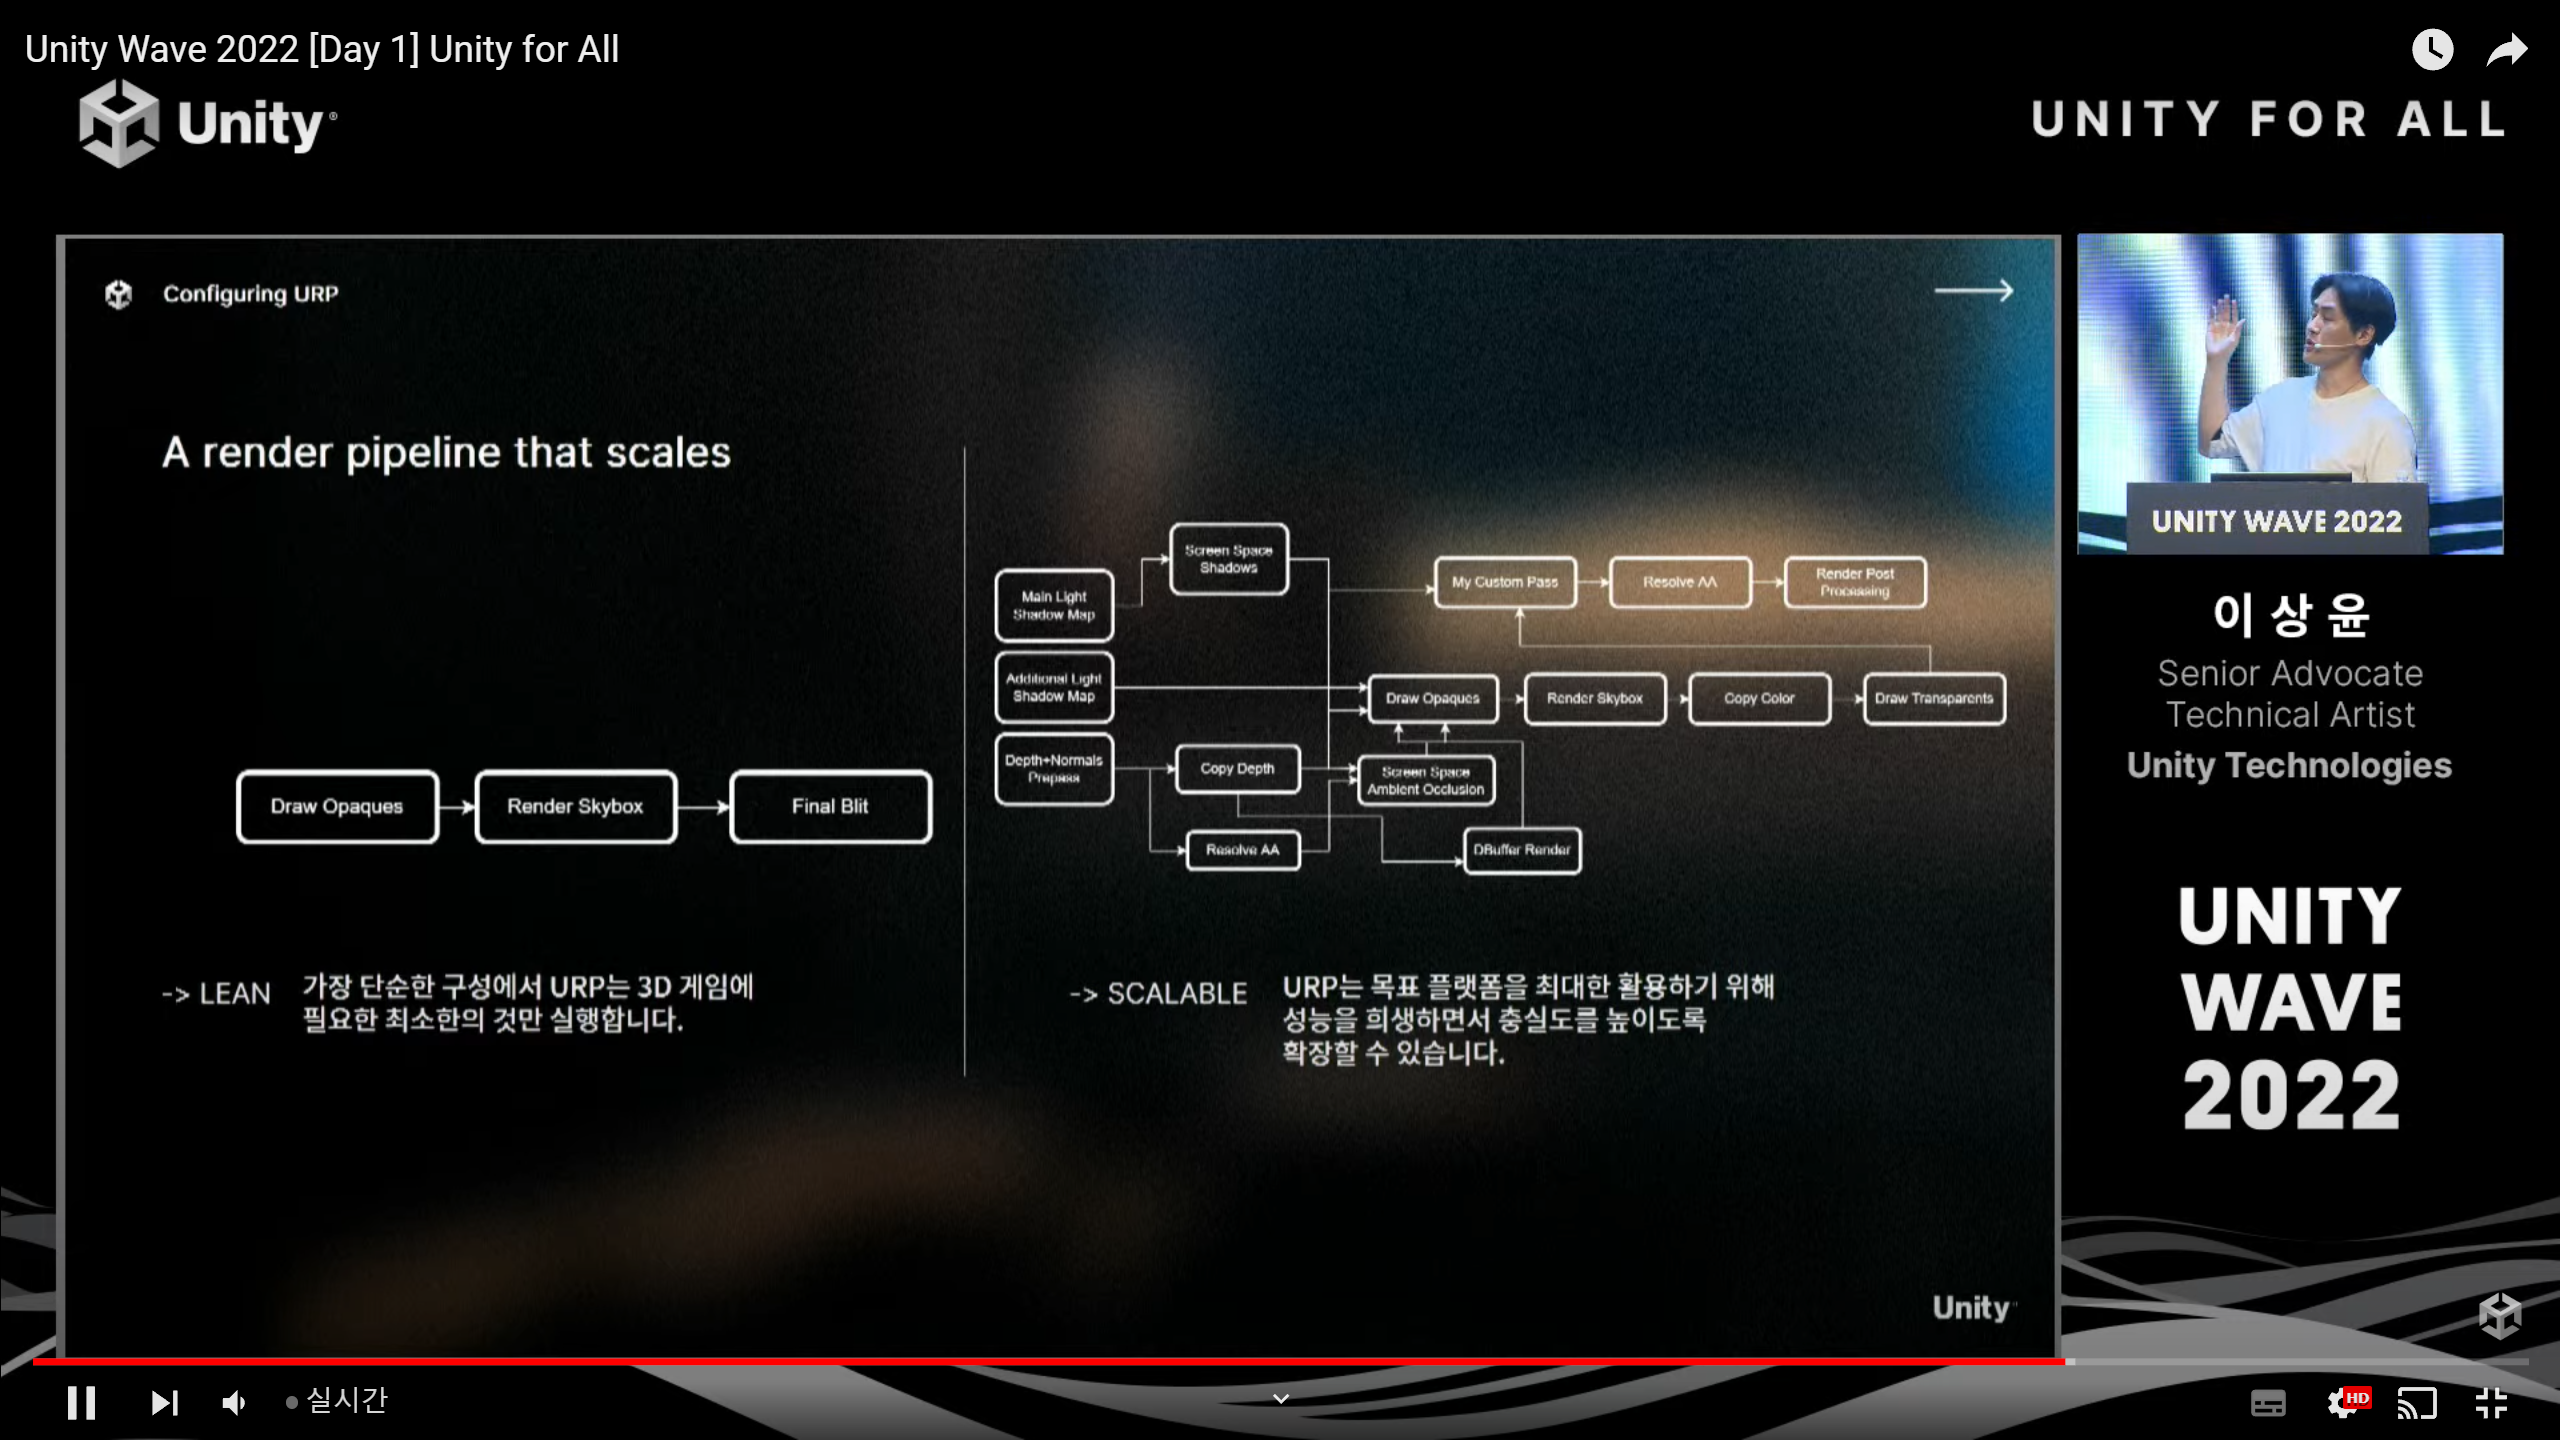 Unity Wave 2022 [Day 1] Unity for All
Unity
UNITY FOR ALL
Configuring URP
A render pipeline that scales
Draw Opaques
Render Skybox
Final Blit
-> LEAN
가장 단순한 구성에서 URP는 3D 게임에
필요한 최소한의 것만 실행합니다.
Main Light
Shadow Map
Additional Light
Shadow Map
Depth+Normals
Prepass
Screen Space
Shadows
Copy Depth
Resolve AA
My Custom Pass
Resolve AA
Render Post
Processing
Draw Opaques
Render Skybox
Copy Color
Draw Transparents
Screen Space
Ambient Occlusion
DBuffer Render
-> SCALABLE
URP는 목표 플랫폼을 최대한 활용하기 위해
성능을 희생하면서 충실도를 높이도록
확장할 수 있습니다.
Unity
UNITY WAVE 2022
이상윤
Senior Advocate
Technical Artist
Unity Technologies
UNITY
WAVE
2022
실시간
HD